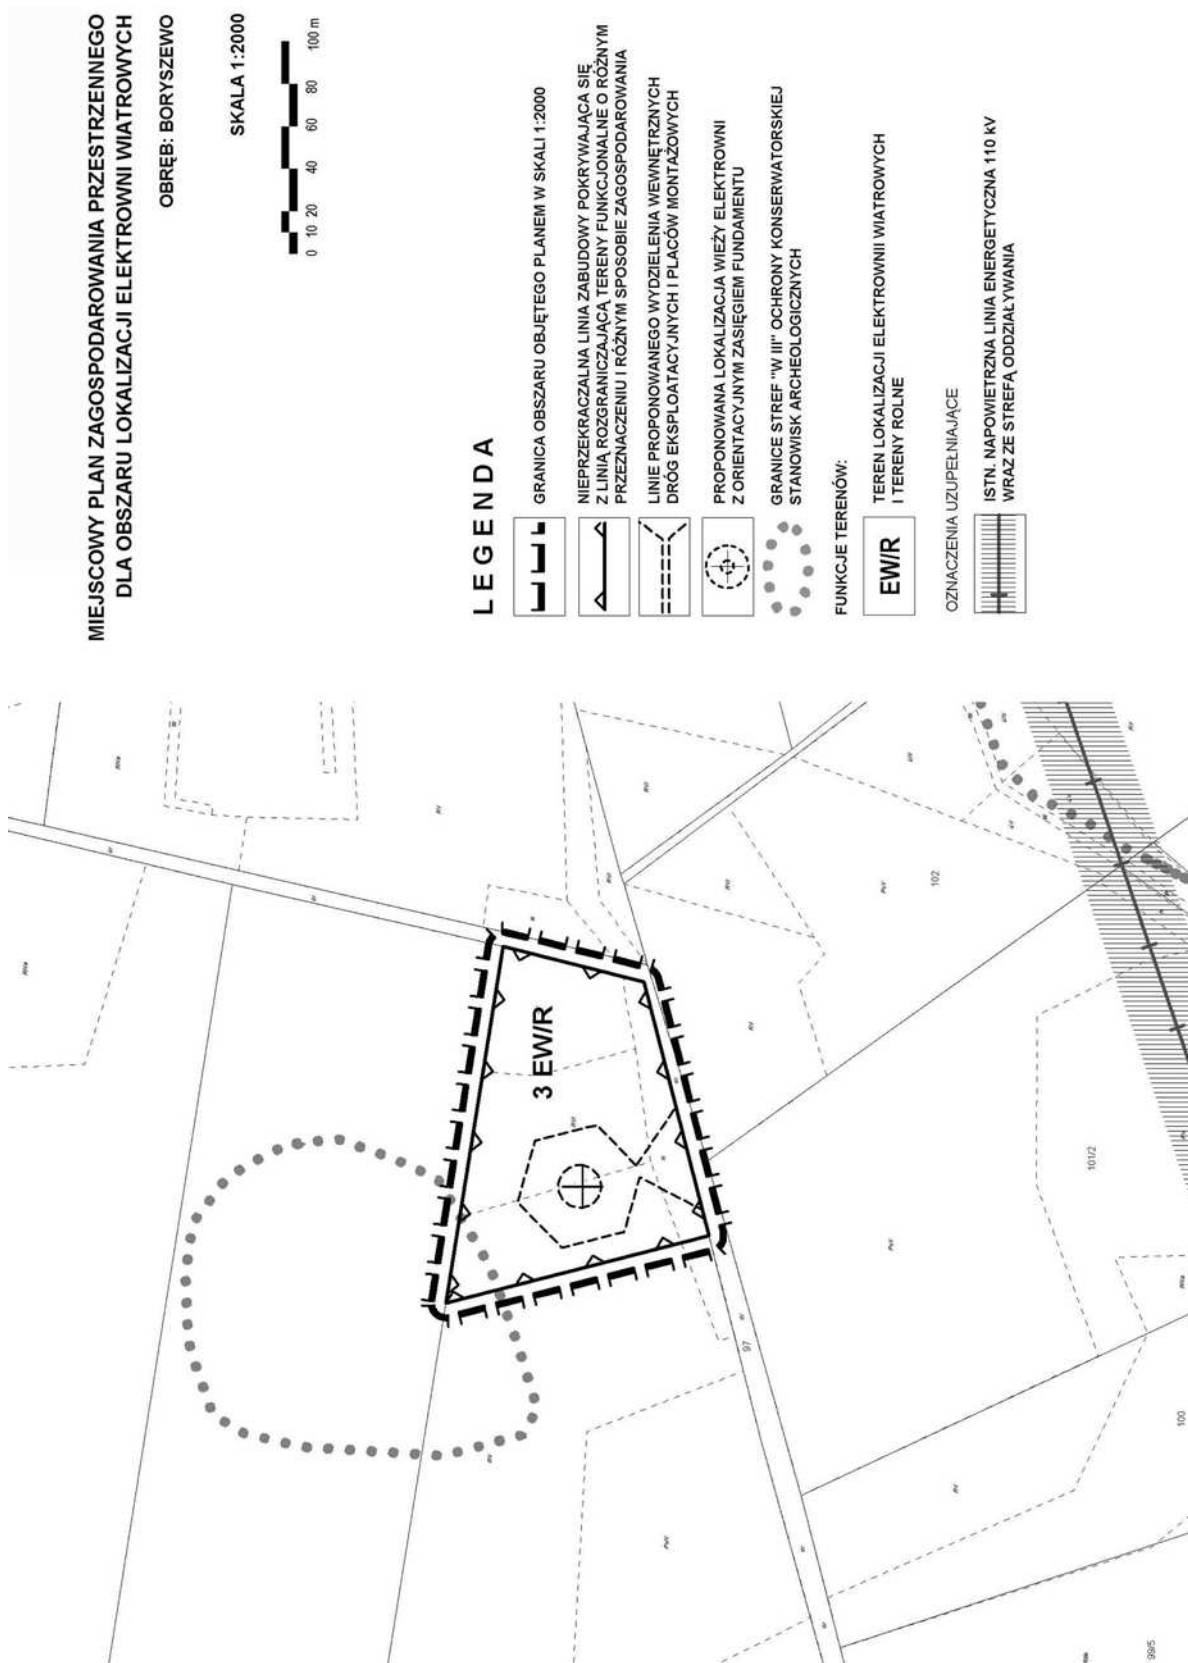 MIEJSCOWY PLAN ZAGOSPODAROWANIA PRZESTRZENNEGO
DLA OBSZARU LOKALIZACJI ELEKTROWNI WIATROWYCH
OBRĘB: BORYSZEWO
SKALA 1:2000
0 10 20 40 60 80 100 m
LEGENDA
GRANICA OBSZARU OBJĘTEGO PLANEM W SKALI 1:2000
NIEPRZEKRACZALNA LINIA ZABUDOWY POKRYWAJĄCA SIĘ
Z LINIĄ ROZGRANICZAJĄCĄ TERENY FUNKCJONALNE O RÓŻNYM
PRZEZNACZENIU I RÓŻNYM SPOSOBIE ZAGOSPODAROWANIA
LINIE PROPONOWANEGO WYDZIELENIA WEWNĘTRZNYCH
DRÓG EKSPLOATACYJNYCH I PLACÓW MONTAŻOWYCH
PROPONOWANA LOKALIZACJA WIEŻY ELEKTROWNI
Z ORIENTACYJNYM ZASIĘGIEM FUNDAMENTU
GRANICE STREF "W III" OCHRONY KONSERWATORSKIEJ
STANOWISK ARCHEOLOGICZNYCH
FUNKCJE TERENÓW:
EW/R
TEREN LOKALIZACJI ELEKTROWNII WIATROWYCH
I TERENY ROLNE
OZNACZENIA UZUPEŁNIAJĄCE
ISTN. NAPOWIETRZNA LINIA ENERGETYCZNA 110 kV
WRAZ ZE STREFĄ ODDZIAŁYWANIA
3 EW/R
97
102
101/2
100
99/5